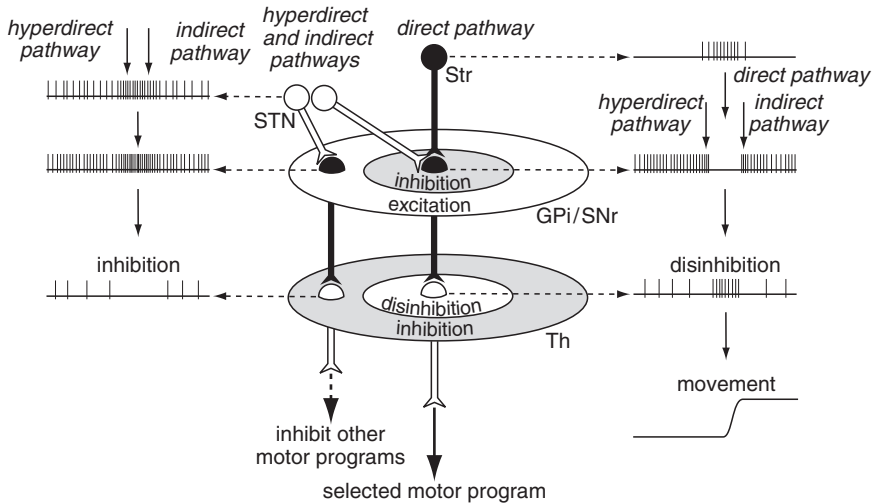 hyperdirect
pathway
indirect
pathway
hyperdirect
and indirect
pathways
direct pathway
Str
STN
direct pathway
hyperdirect
pathway
indirect
pathway
inhibition
excitation
GPi/SNr
inhibition
disinhibition
inhibition
Th
disinhibition
movement
inhibit other
motor programs
selected motor program